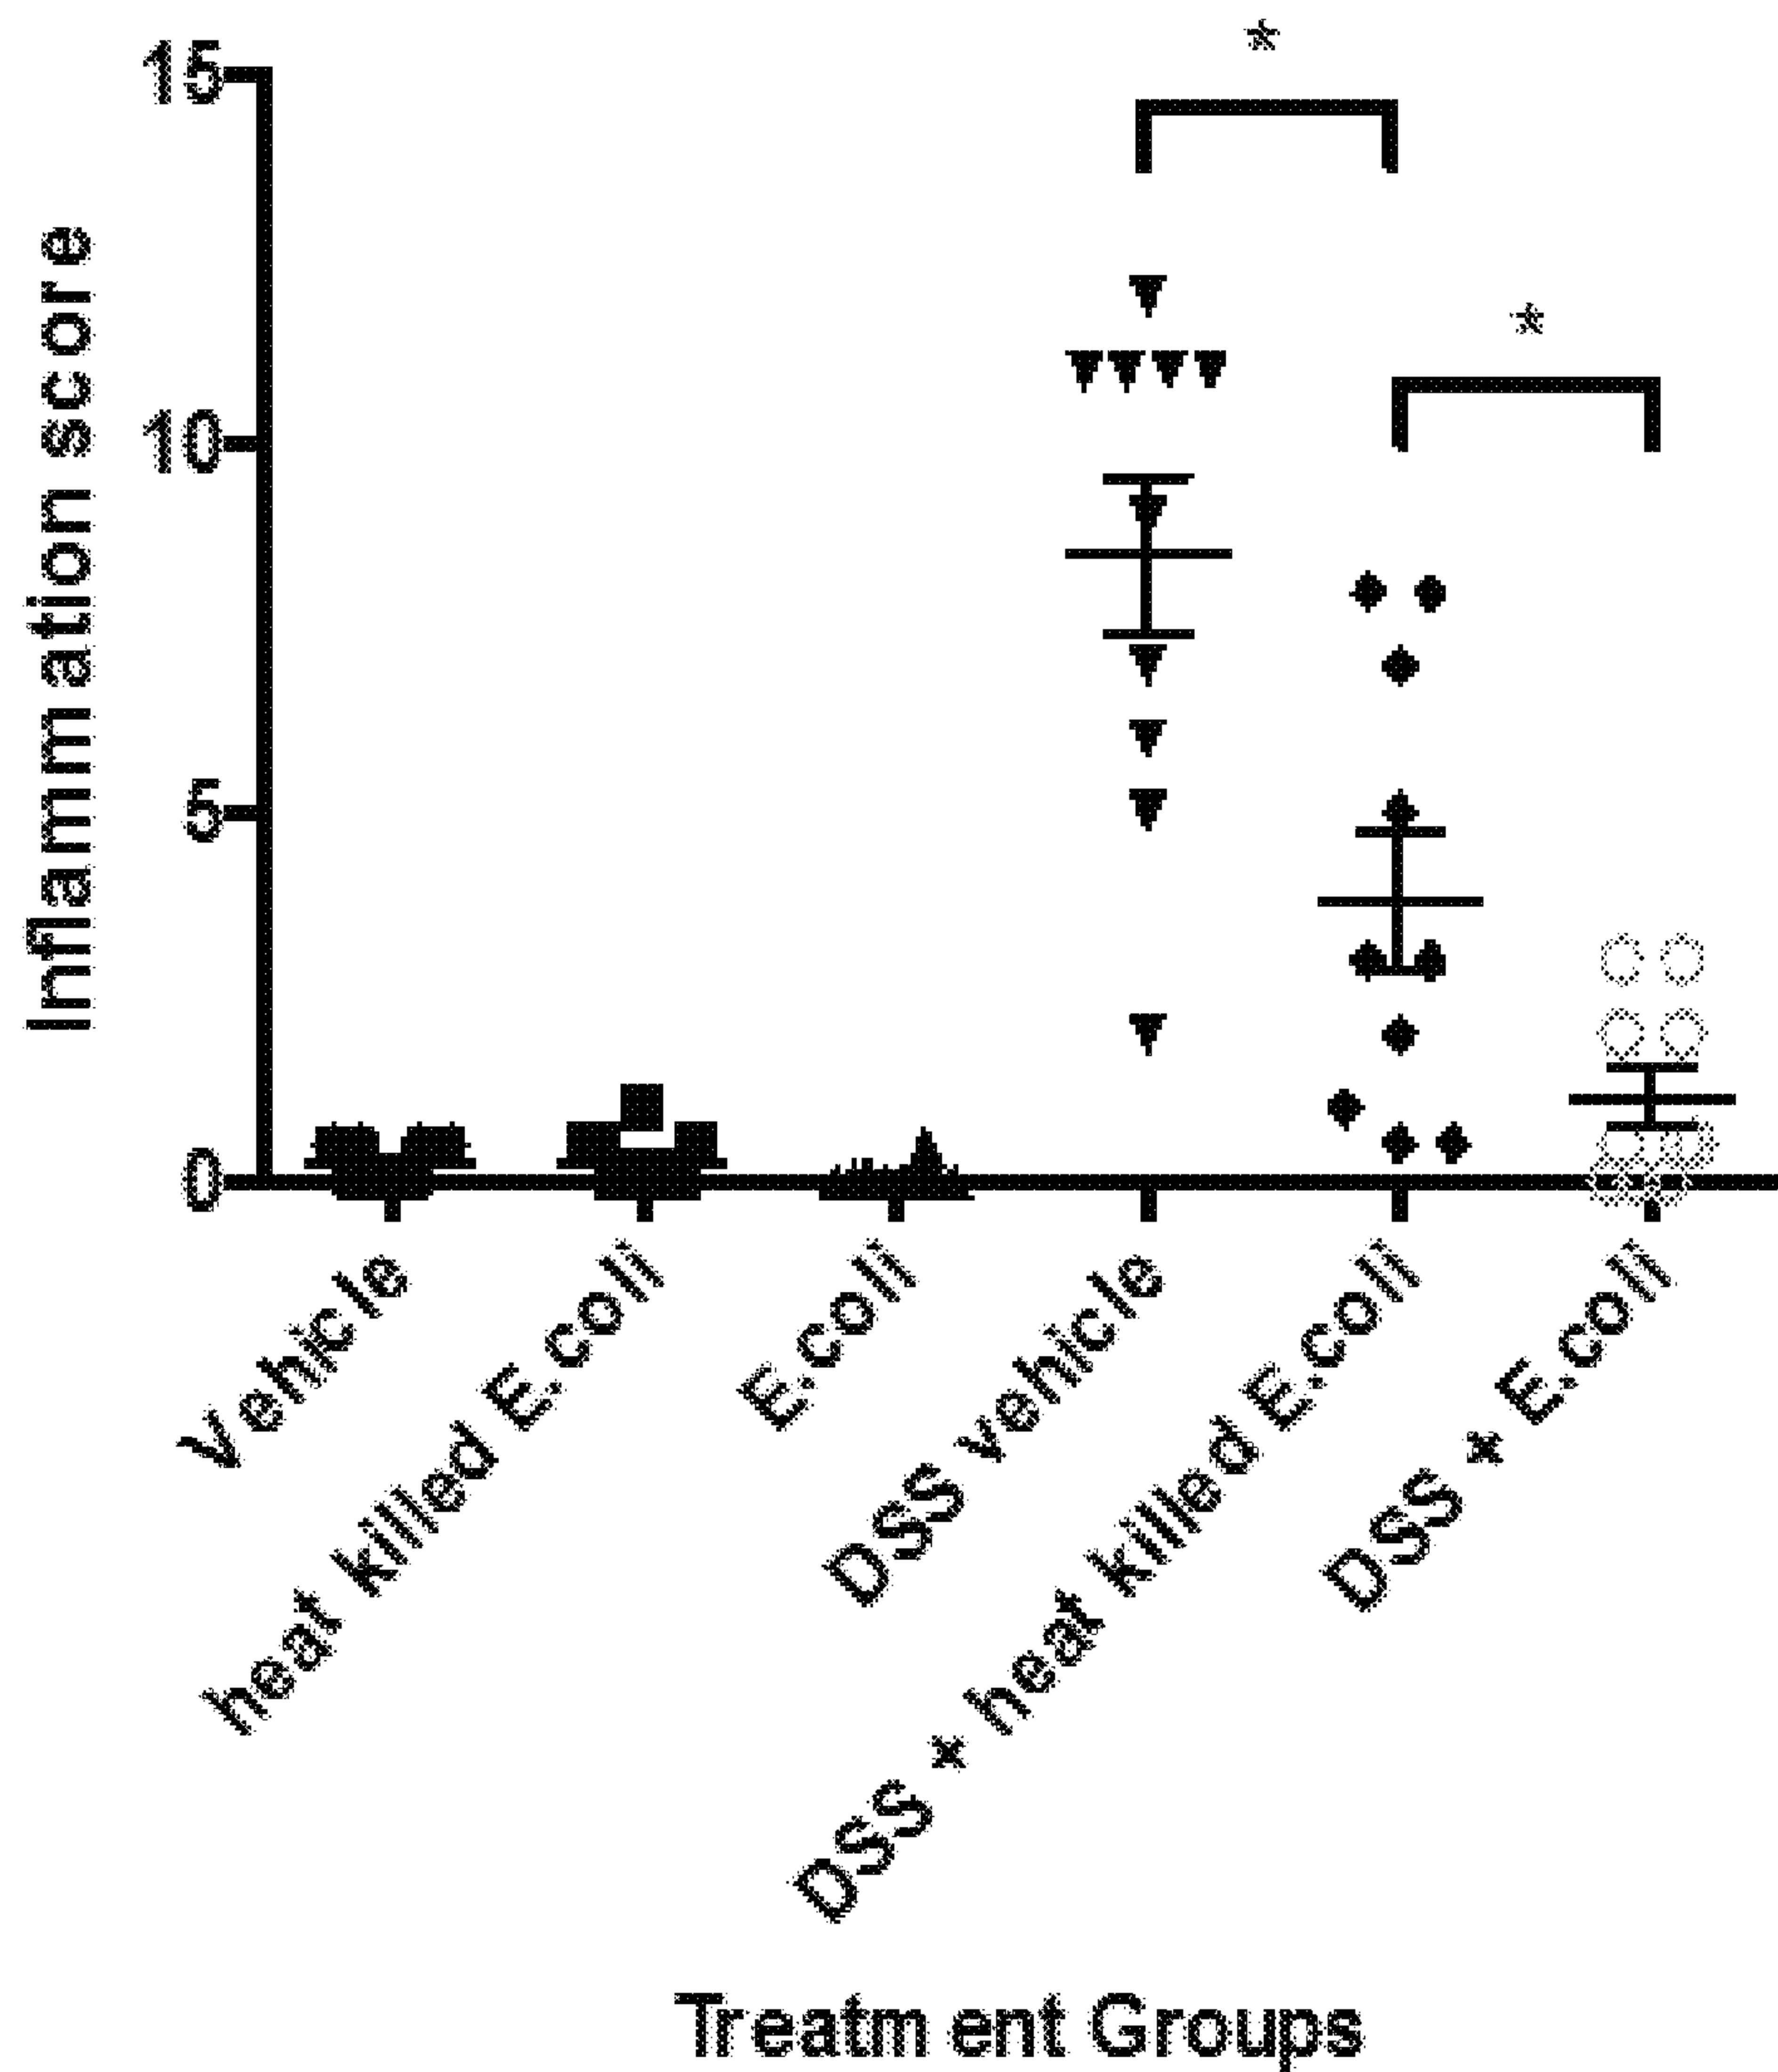 *
15
*
10
5
0
Inflammation score
Vehicle
heat killed E.coli
E.coli
DSS vehicle
DSS + heat killed E.coli
DSS + E.coli
Treatment Groups